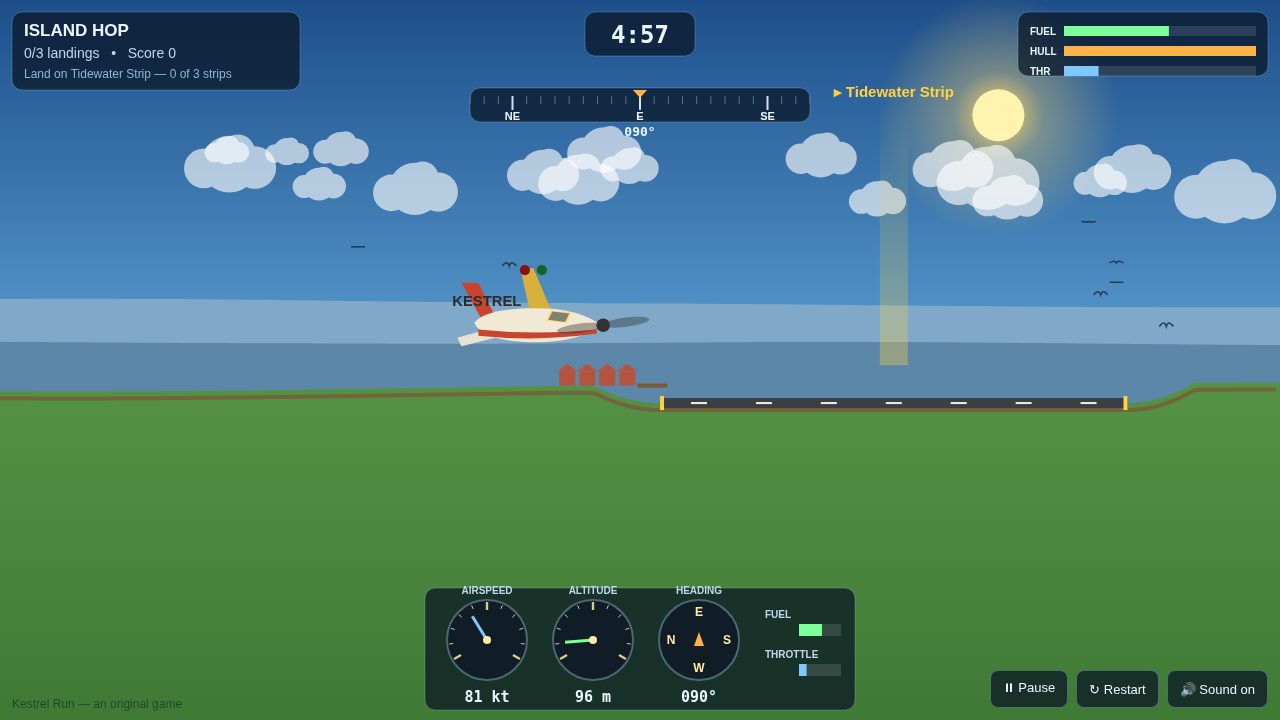 ISLAND HOP
0/3 landings • Score 0
Land on Tidewater Strip — 0 of 3 strips
4:57
FUEL
HULL
THR
▸ Tidewater Strip
NE E SE
090°
KESTREL
AIRSPEED ALTITUDE HEADING
E
N S
W
FUEL
THROTTLE
81 kt 96 m 090°
Kestrel Run — an original game
⏸ Pause ↻ Restart 🔊 Sound on